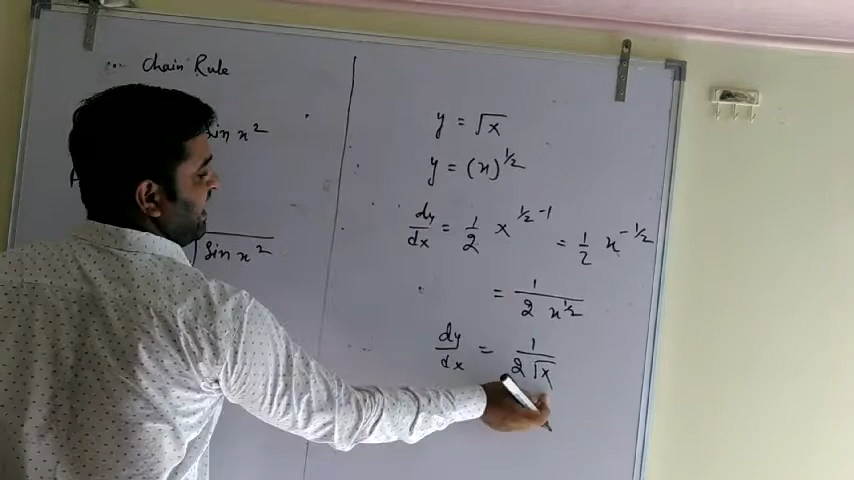 Chain Rule
Sin x²
Sin x²
y = √x
y = (x)^1/2
dy/dx = 1/2 x^1/2-1 = 1/2 x^-1/2
= 1/2 x^1/2
dy/dx = 1/2√x